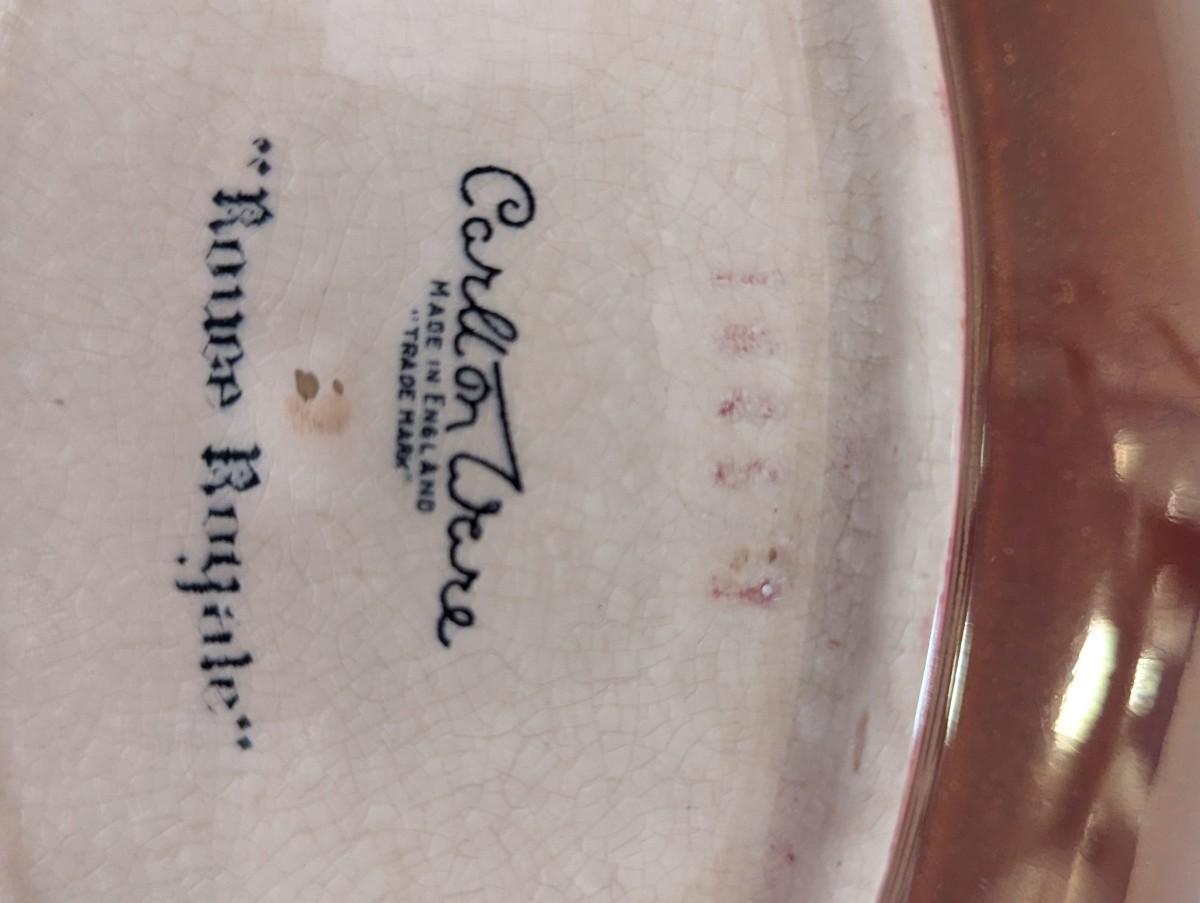 Carlton Ware
MADE IN ENGLAND
"TRADE MARK"
"Rouge Royale"